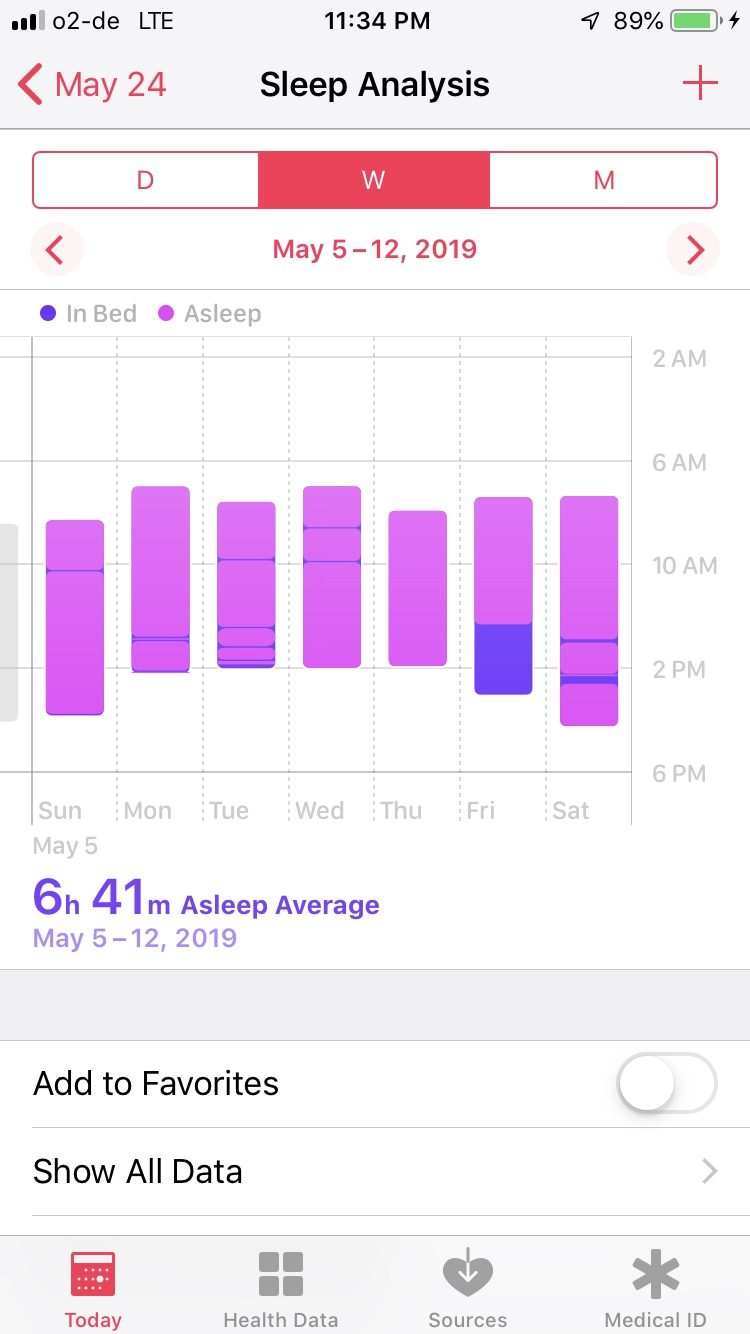 o2-de LTE 11:34 PM 89%
May 24 Sleep Analysis
D W M
May 5–12, 2019
In Bed Asleep
2 AM
6 AM
10 AM
2 PM
6 PM
Sun Mon Tue Wed Thu Fri Sat
May 5
6h 41m Asleep Average
May 5–12, 2019
Add to Favorites
Show All Data
Today Health Data Sources Medical ID